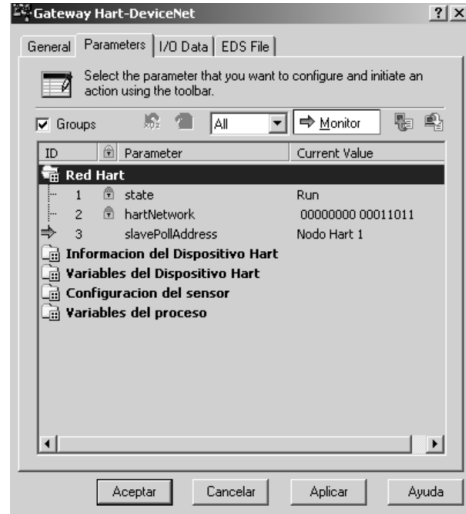 Gateway Hart-DeviceNet
General Parameters I/O Data EDS File
Select the parameter that you want to configure and initiate an
action using the toolbar.
Groups All Monitor
ID Parameter Current Value
Red Hart
1 state Run
2 hartNetwork 00000000 00011011
3 slavePollAddress Nodo Hart 1
Informacion del Dispositivo Hart
Variables del Dispositivo Hart
Configuracion del sensor
Variables del proceso
Aceptar Cancelar Aplicar Ayuda